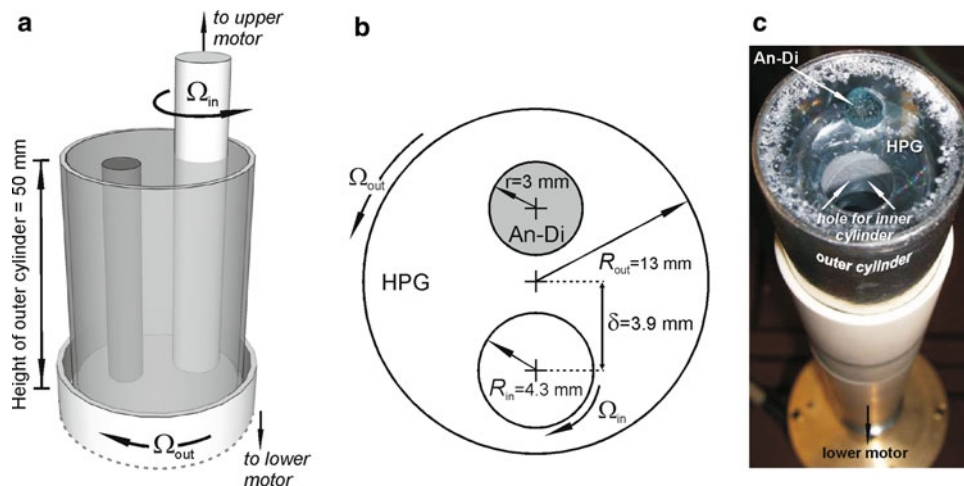 a
to upper
motor
Ω_in
Height of outer cylinder = 50 mm
Ω_out
to lower
motor
b
Ω_out
r=3 mm
An-Di
R_out=13 mm
HPG
δ=3.9 mm
R_in=4.3 mm
Ω_in
c
An-Di
HPG
hole for inner
cylinder
outer cylinder
lower motor